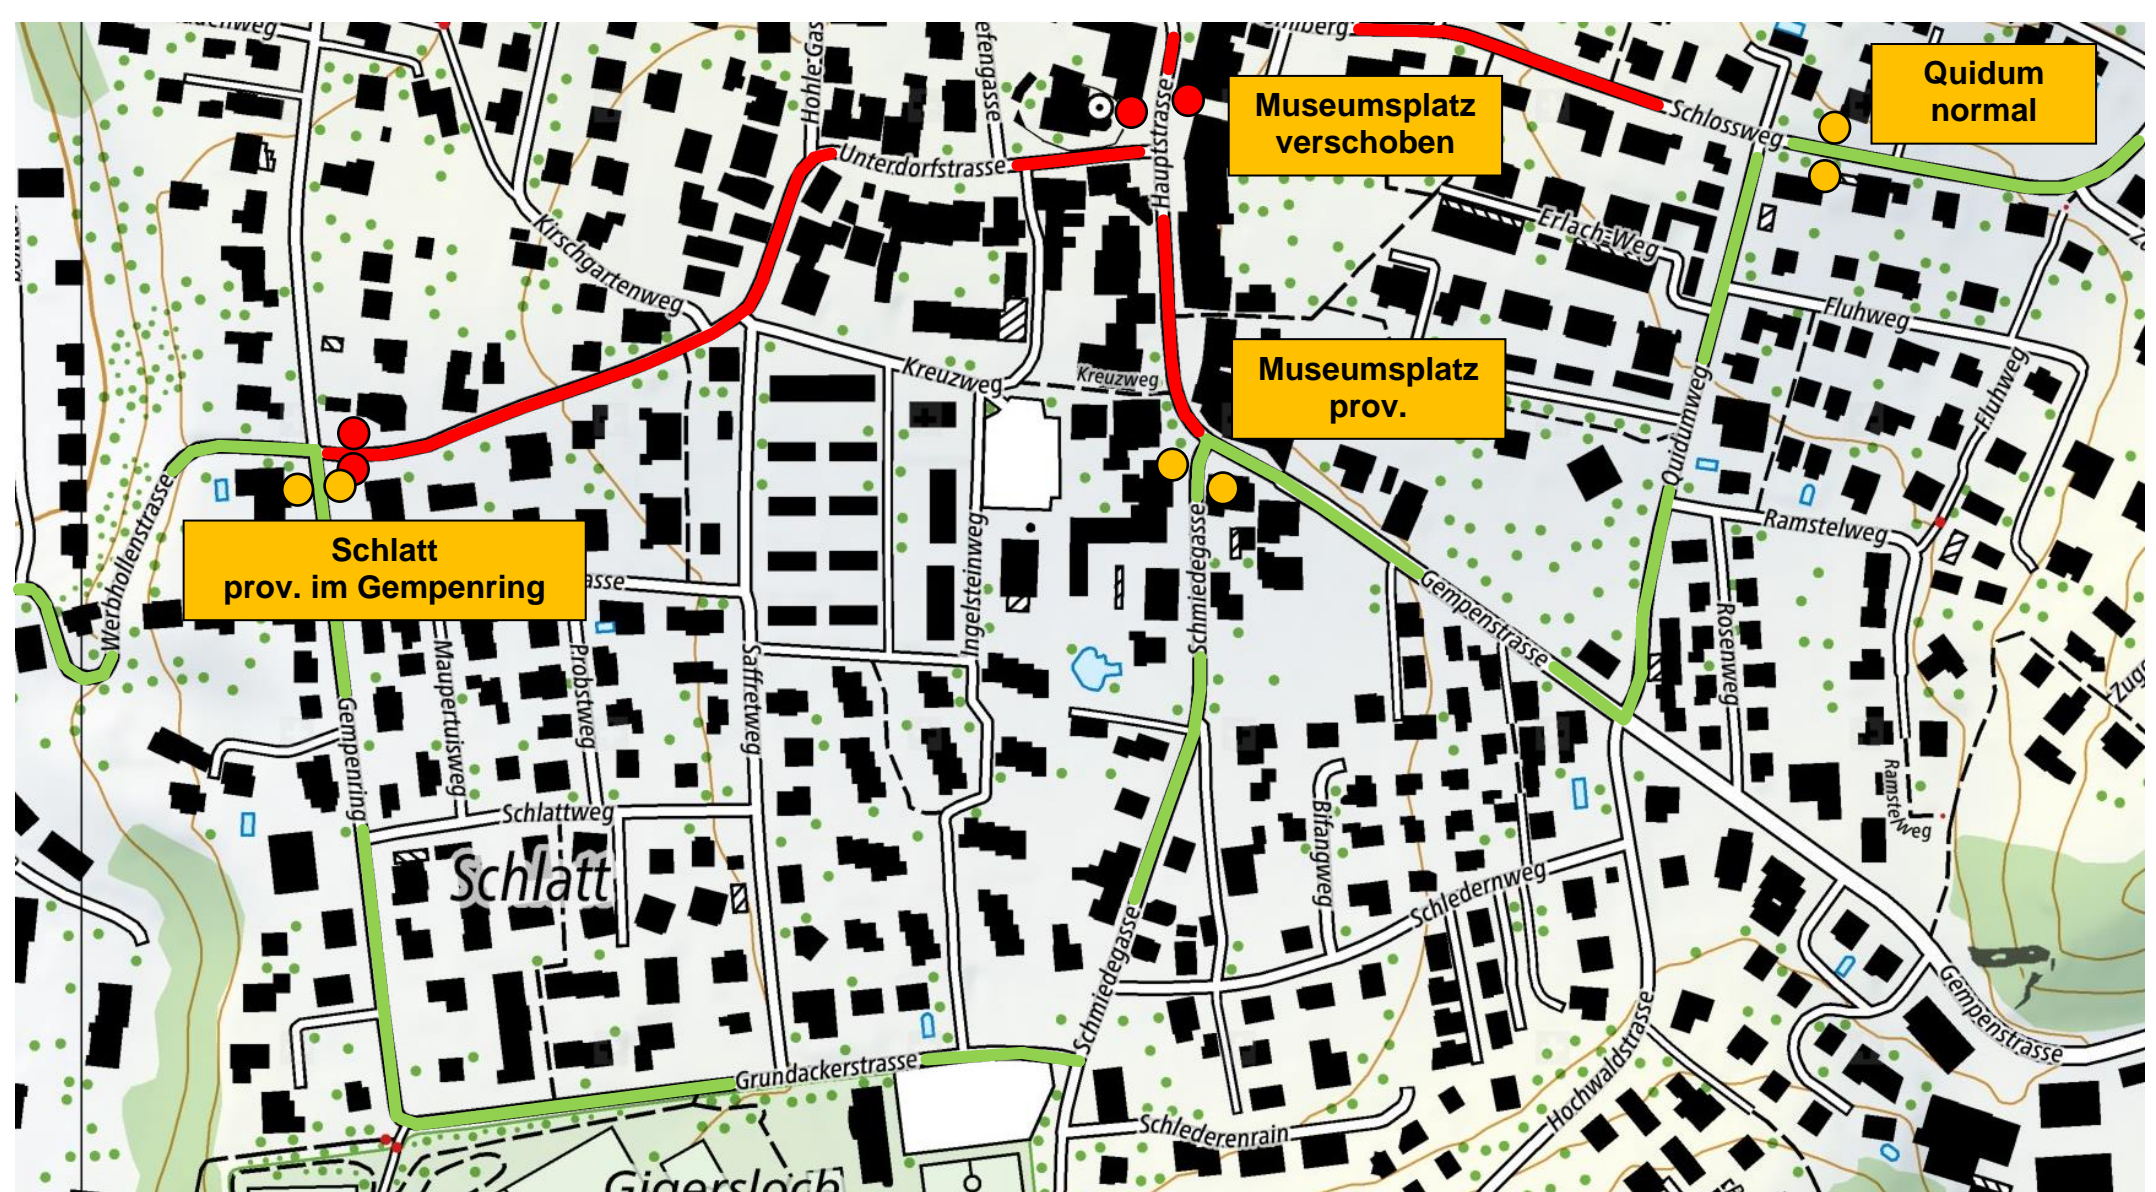 Hohle Gas
Hauptstrasse
Quidum
normal
Museumsplatz
verschoben
Schlossweg
Unterdorfstrasse
Kirschgartenweg
Erlach-Weg
Fluhweg
Kreuzweg
Kreuzweg
Museumsplatz
prov.
Fluhweg
Quidumweg
Ramstelweg
Werbhollenstrasse
Schlatt
prov. im Gempenring
asse
Ingelsteinweg
Schmiedegasse
Gempenstrasse
Rosenweg
Maupertuisweg
Probstweg
Saffretweg
Gempenring
Ramstelweg
Schlattweg
Schlatt
Bifangweg
Schledernweg
Schmiedegasse
Gempenstrasse
Hochwaldstrasse
Grundackerstrasse
Schlederenrain
Gigersloch